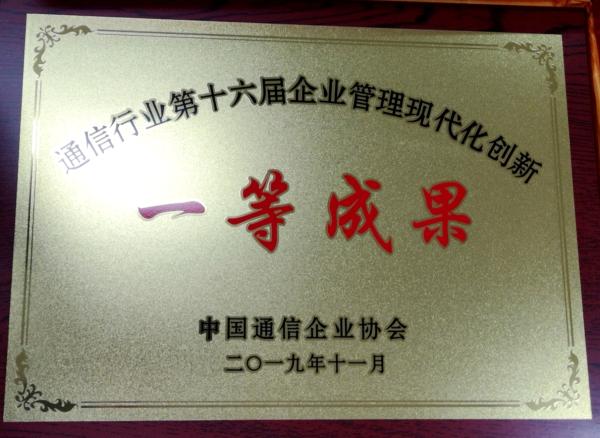 通信行业第十六届企业管理现代化创新
一等成果
中国通信企业协会
二〇一九年十一月